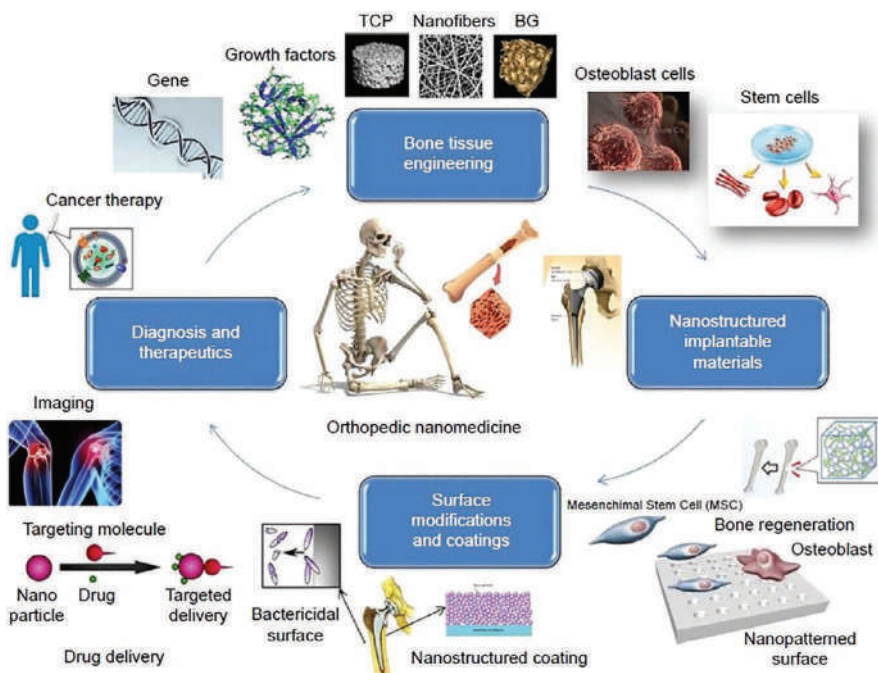 TCP
Nanofibers
BG
Growth factors
Gene
Osteoblast cells
Stem cells
Bone tissue
engineering
Cancer therapy
Diagnosis and
therapeutics
Nanostructured
implantable
materials
Imaging
Orthopedic nanomedicine
Surface
modifications
and coatings
Mesenchimal Stem Cell (MSC)
Bone regeneration
Osteoblast
Targeting molecule
Nano
particle
Drug
Targeted
delivery
Bactericidal
surface
Nanostructured coating
Nanopatterned
surface
Drug delivery